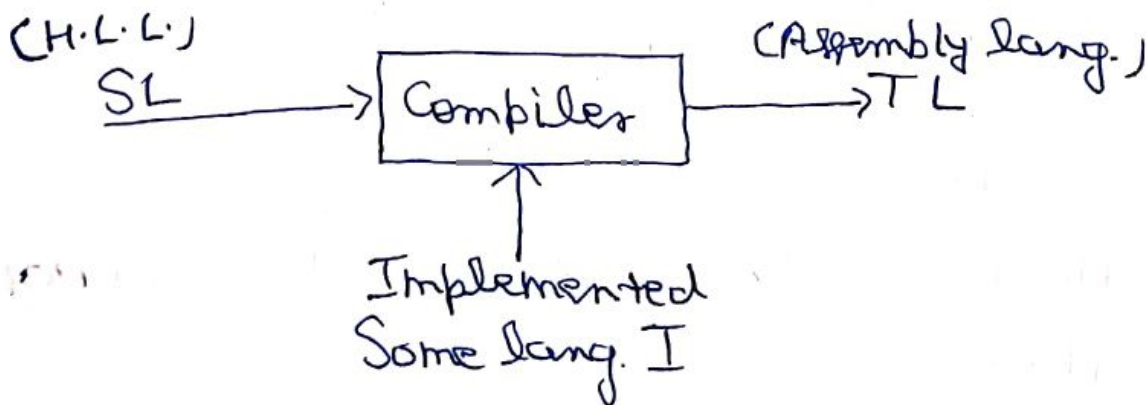 (H.L.L.)
SL
Compiler
(Assembly lang.)
TL
Implemented
Some lang. I